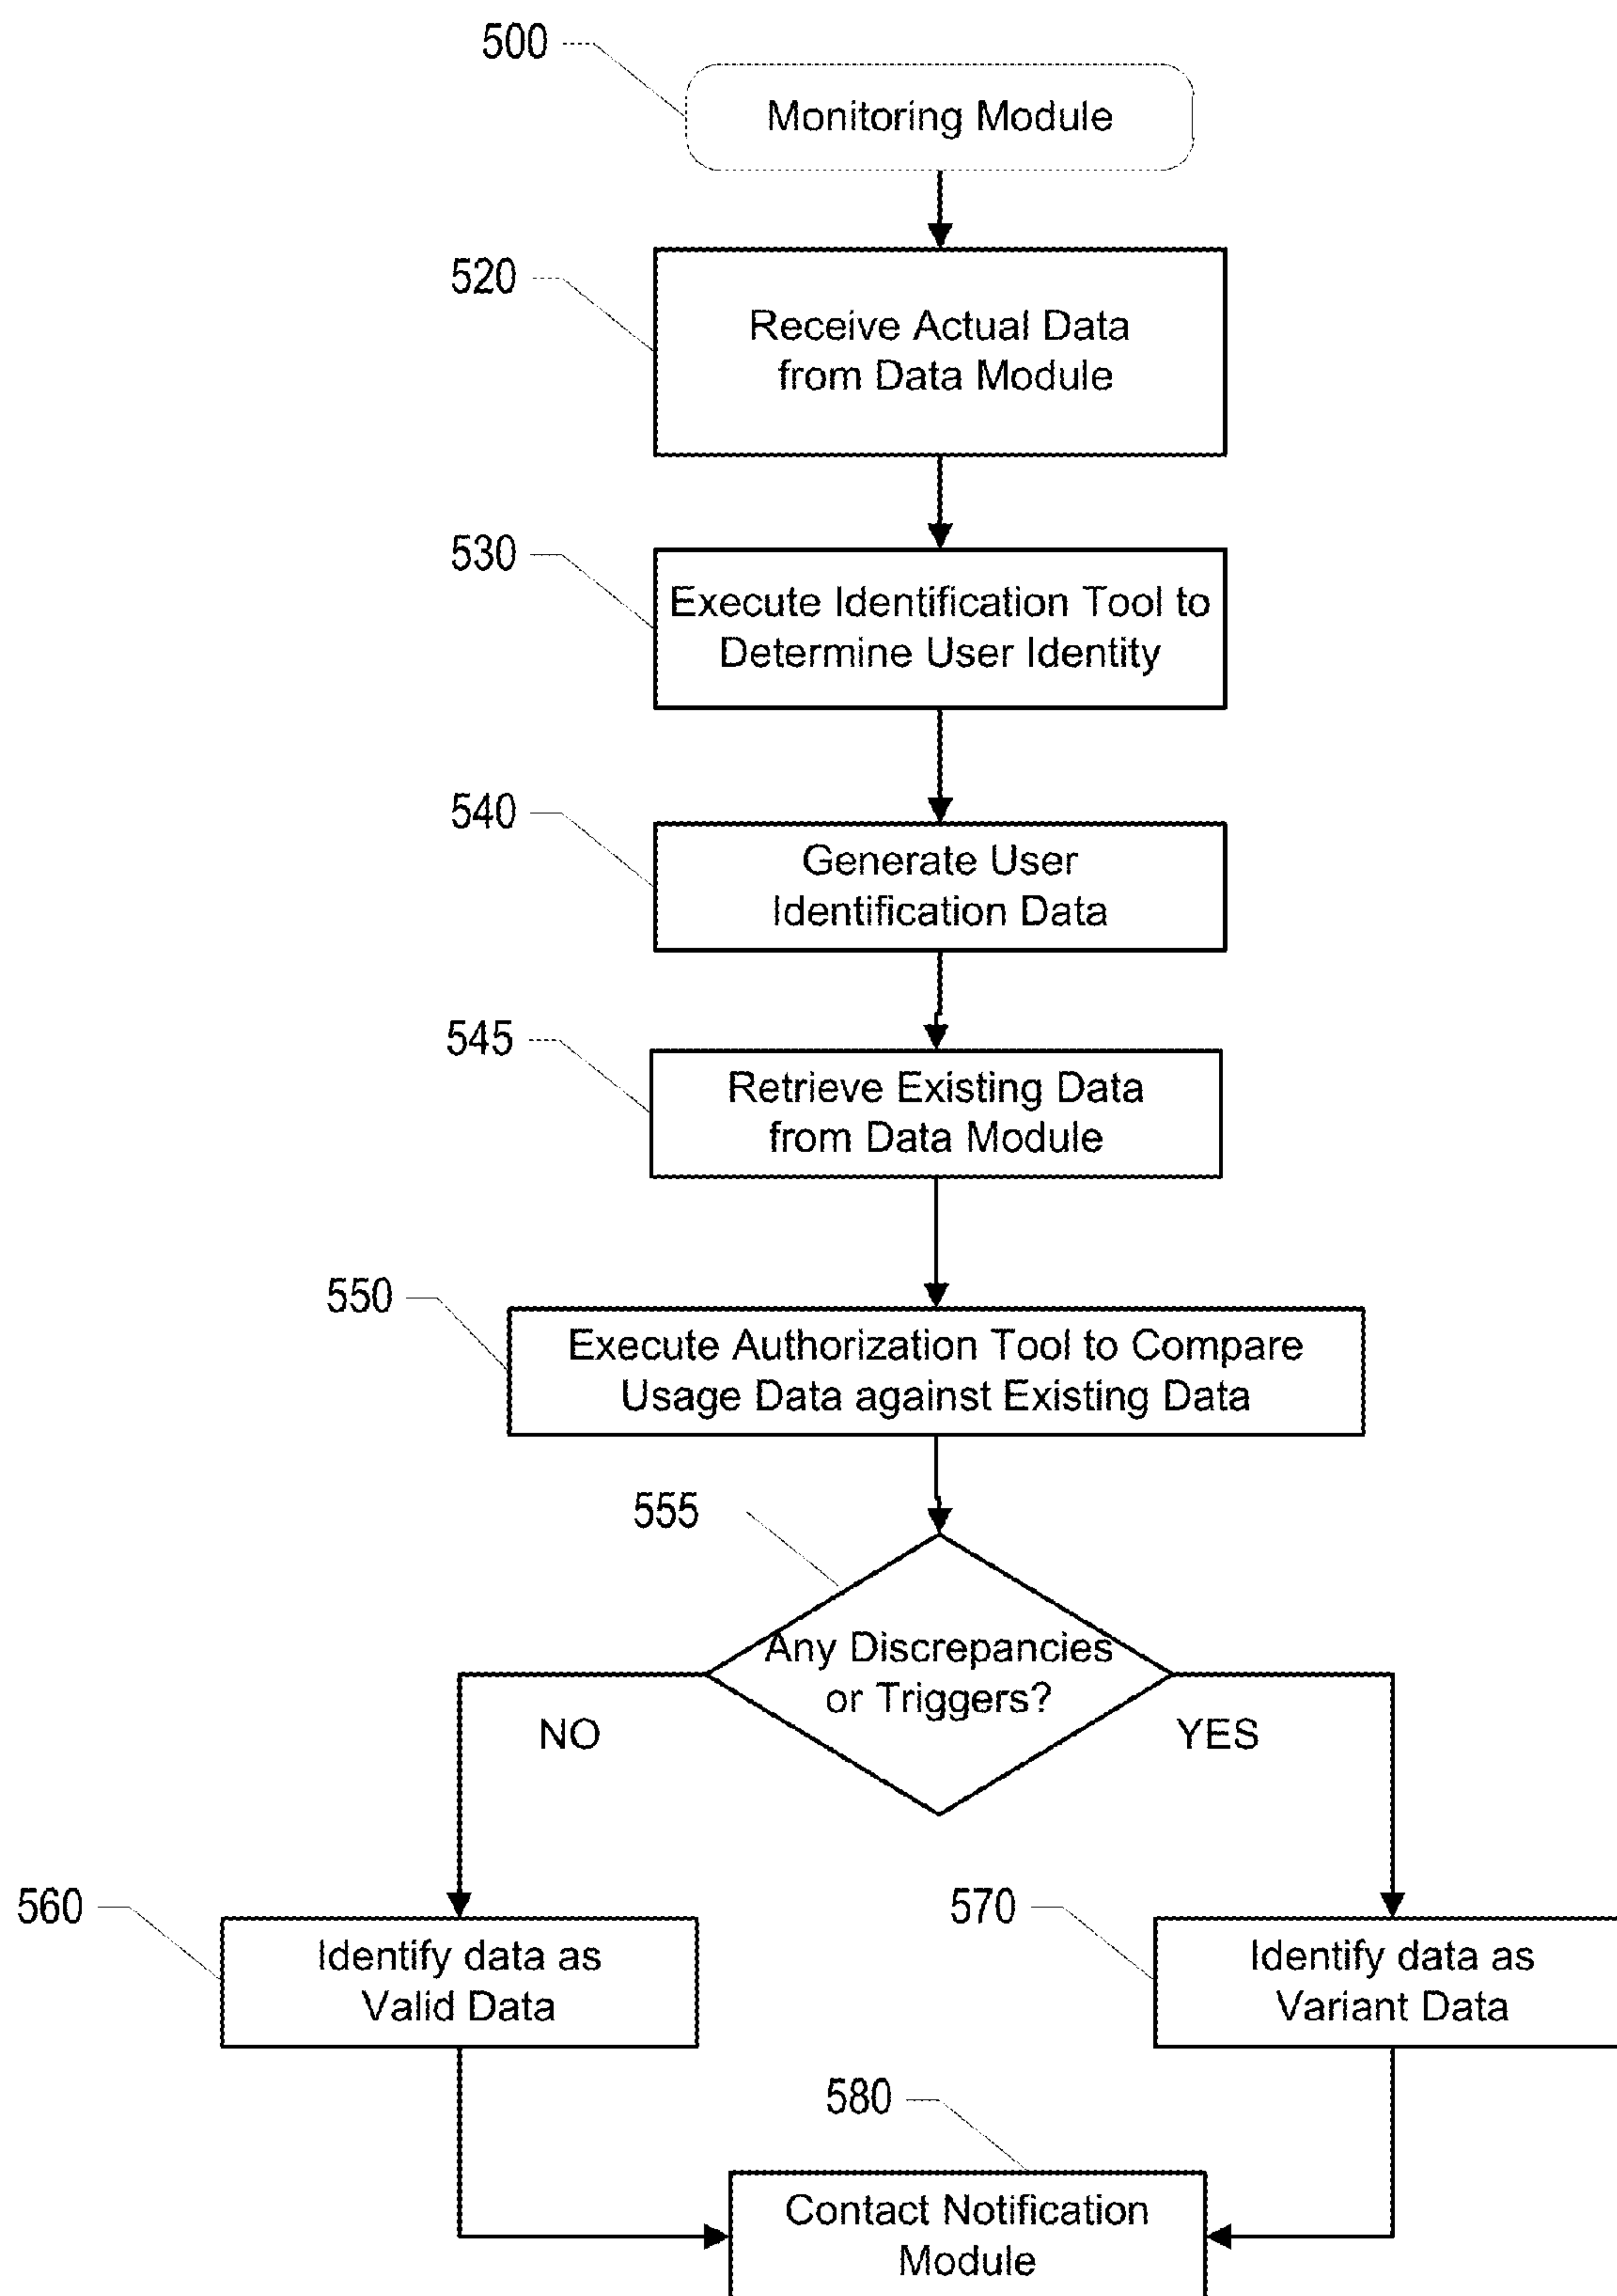 500
Monitoring Module
520
Receive Actual Data
from Data Module
530
Execute Identification Tool to
Determine User Identity
540
Generate User
Identification Data
545
Retrieve Existing Data
from Data Module
550
Execute Authorization Tool to Compare
Usage Data against Existing Data
555
Any Discrepancies
or Triggers?
NO
YES
560
Identify data as
Valid Data
570
Identify data as
Variant Data
580
Contact Notification
Module